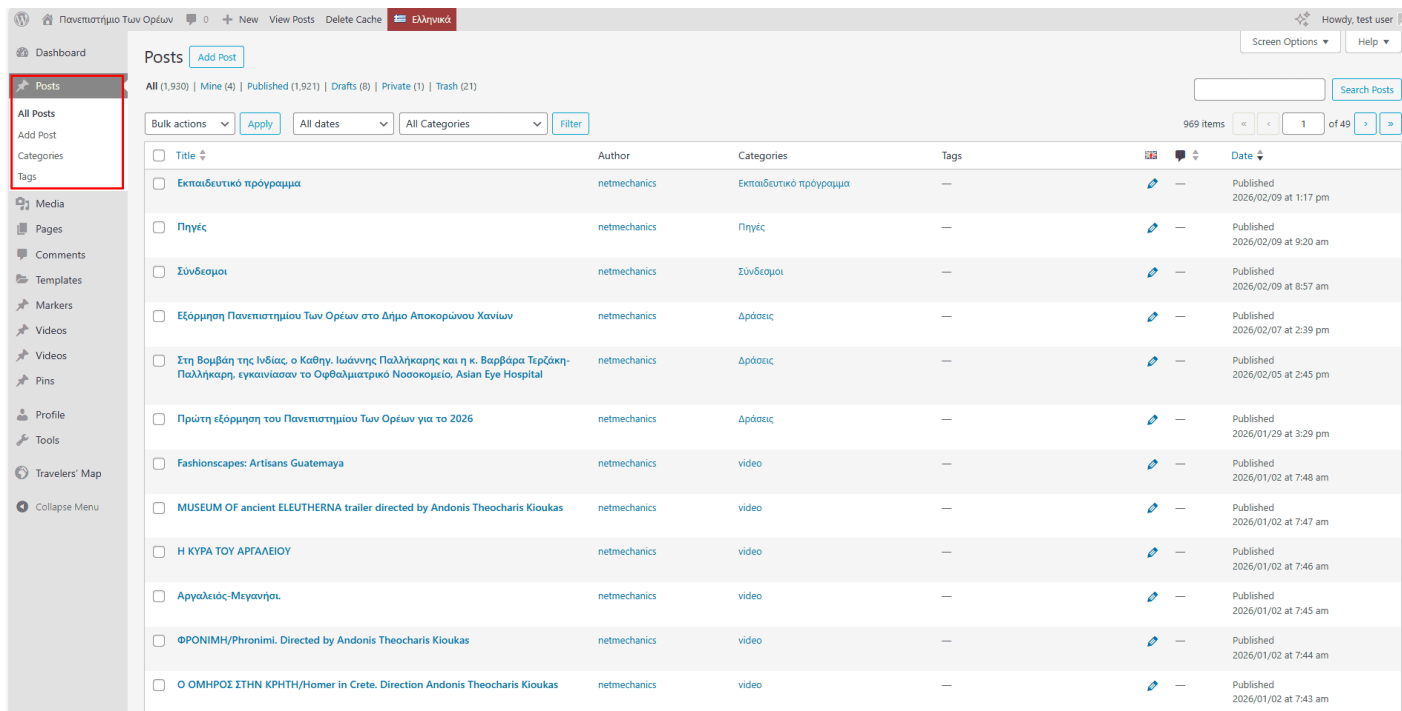 Πανεπιστήμιο Των Ορέων 0 New View Posts Delete Cache Ελληνικά Howdy, test user
Screen Options ▼ Help ▼
Dashboard
Posts
All Posts
Add Post
Categories
Tags
Media
Pages
Comments
Templates
Markers
Videos
Videos
Pins
Profile
Tools
Travelers' Map
Collapse Menu
Posts Add Post
All (1,930) | Mine (4) | Published (1,921) | Drafts (8) | Private (1) | Trash (21)
Search Posts
Bulk actions Apply All dates All Categories Filter
969 items « ‹ 1 of 49 › »
Title Author Categories Tags Date
Εκπαιδευτικό πρόγραμμα netmechanics Εκπαιδευτικό πρόγραμμα — — Published
2026/02/09 at 1:17 pm
Πηγές netmechanics Πηγές — — Published
2026/02/09 at 9:20 am
Σύνδεσμοι netmechanics Σύνδεσμοι — — Published
2026/02/09 at 8:57 am
Εξόρμηση Πανεπιστημίου Των Ορέων στο Δήμο Αποκορώνου Χανίων netmechanics Δράσεις — — Published
2026/02/07 at 2:39 pm
Στη Βομβάη της Ινδίας, ο Καθηγ. Ιωάννης Παλλήκαρης και η κ. Βαρβάρα Τερζάκη- netmechanics Δράσεις — — Published
Παλλήκαρη, εγκαινίασαν το Οφθαλμιατρικό Νοσοκομείο, Asian Eye Hospital 2026/02/05 at 2:45 pm
Πρώτη εξόρμηση του Πανεπιστημίου Των Ορέων για το 2026 netmechanics Δράσεις — — Published
2026/01/29 at 3:29 pm
Fashionscapes: Artisans Guatemaya netmechanics video — — Published
2026/01/02 at 7:48 am
MUSEUM OF ancient ELEUTHERNA trailer directed by Andonis Theocharis Kioukas netmechanics video — — Published
2026/01/02 at 7:47 am
Η ΚΥΡΑ ΤΟΥ ΑΡΓΑΛΕΙΟΥ netmechanics video — — Published
2026/01/02 at 7:46 am
Αργαλειός-Μεγανήσι. netmechanics video — — Published
2026/01/02 at 7:45 am
ΦΡΟΝΙΜΗ/Phronimi. Directed by Andonis Theocharis Kioukas netmechanics video — — Published
2026/01/02 at 7:44 am
Ο ΟΜΗΡΟΣ ΣΤΗΝ ΚΡΗΤΗ/Homer in Crete. Direction Andonis Theocharis Kioukas netmechanics video — — Published
2026/01/02 at 7:43 am